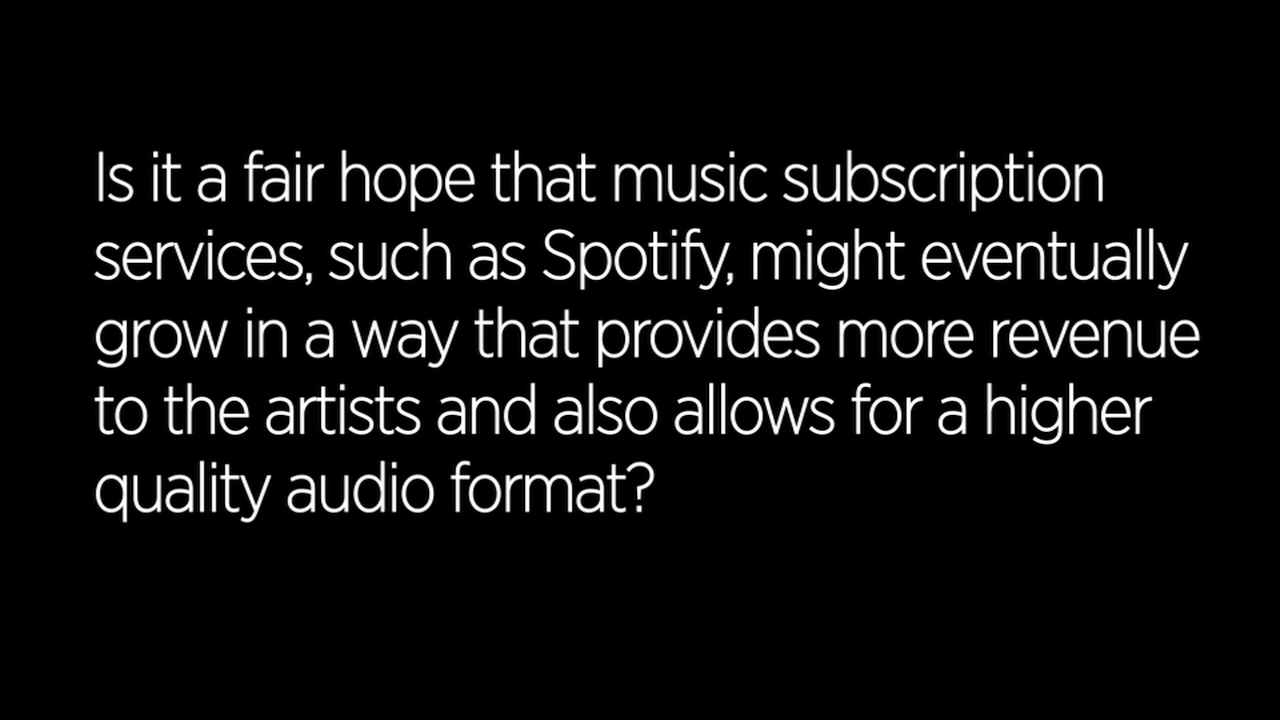 Is it a fair hope that music subscription
services, such as Spotify, might eventually
grow in a way that provides more revenue
to the artists and also allows for a higher
quality audio format?